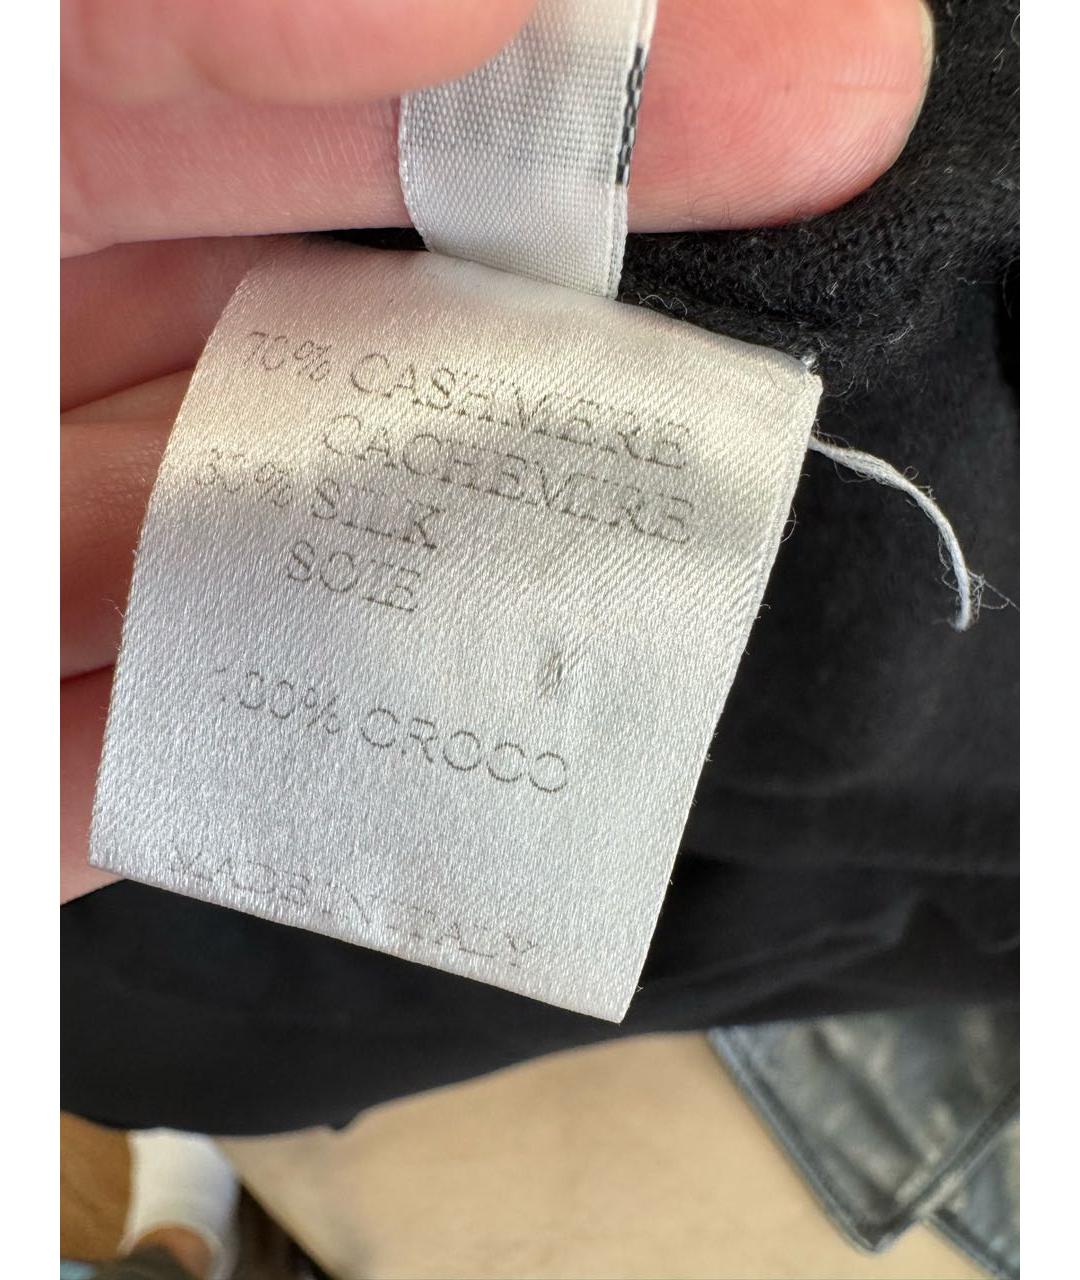 70% CASHMERE
CACHEMIRE
30% SILK
SOIE
100% CROCO
MADE IN ITALY